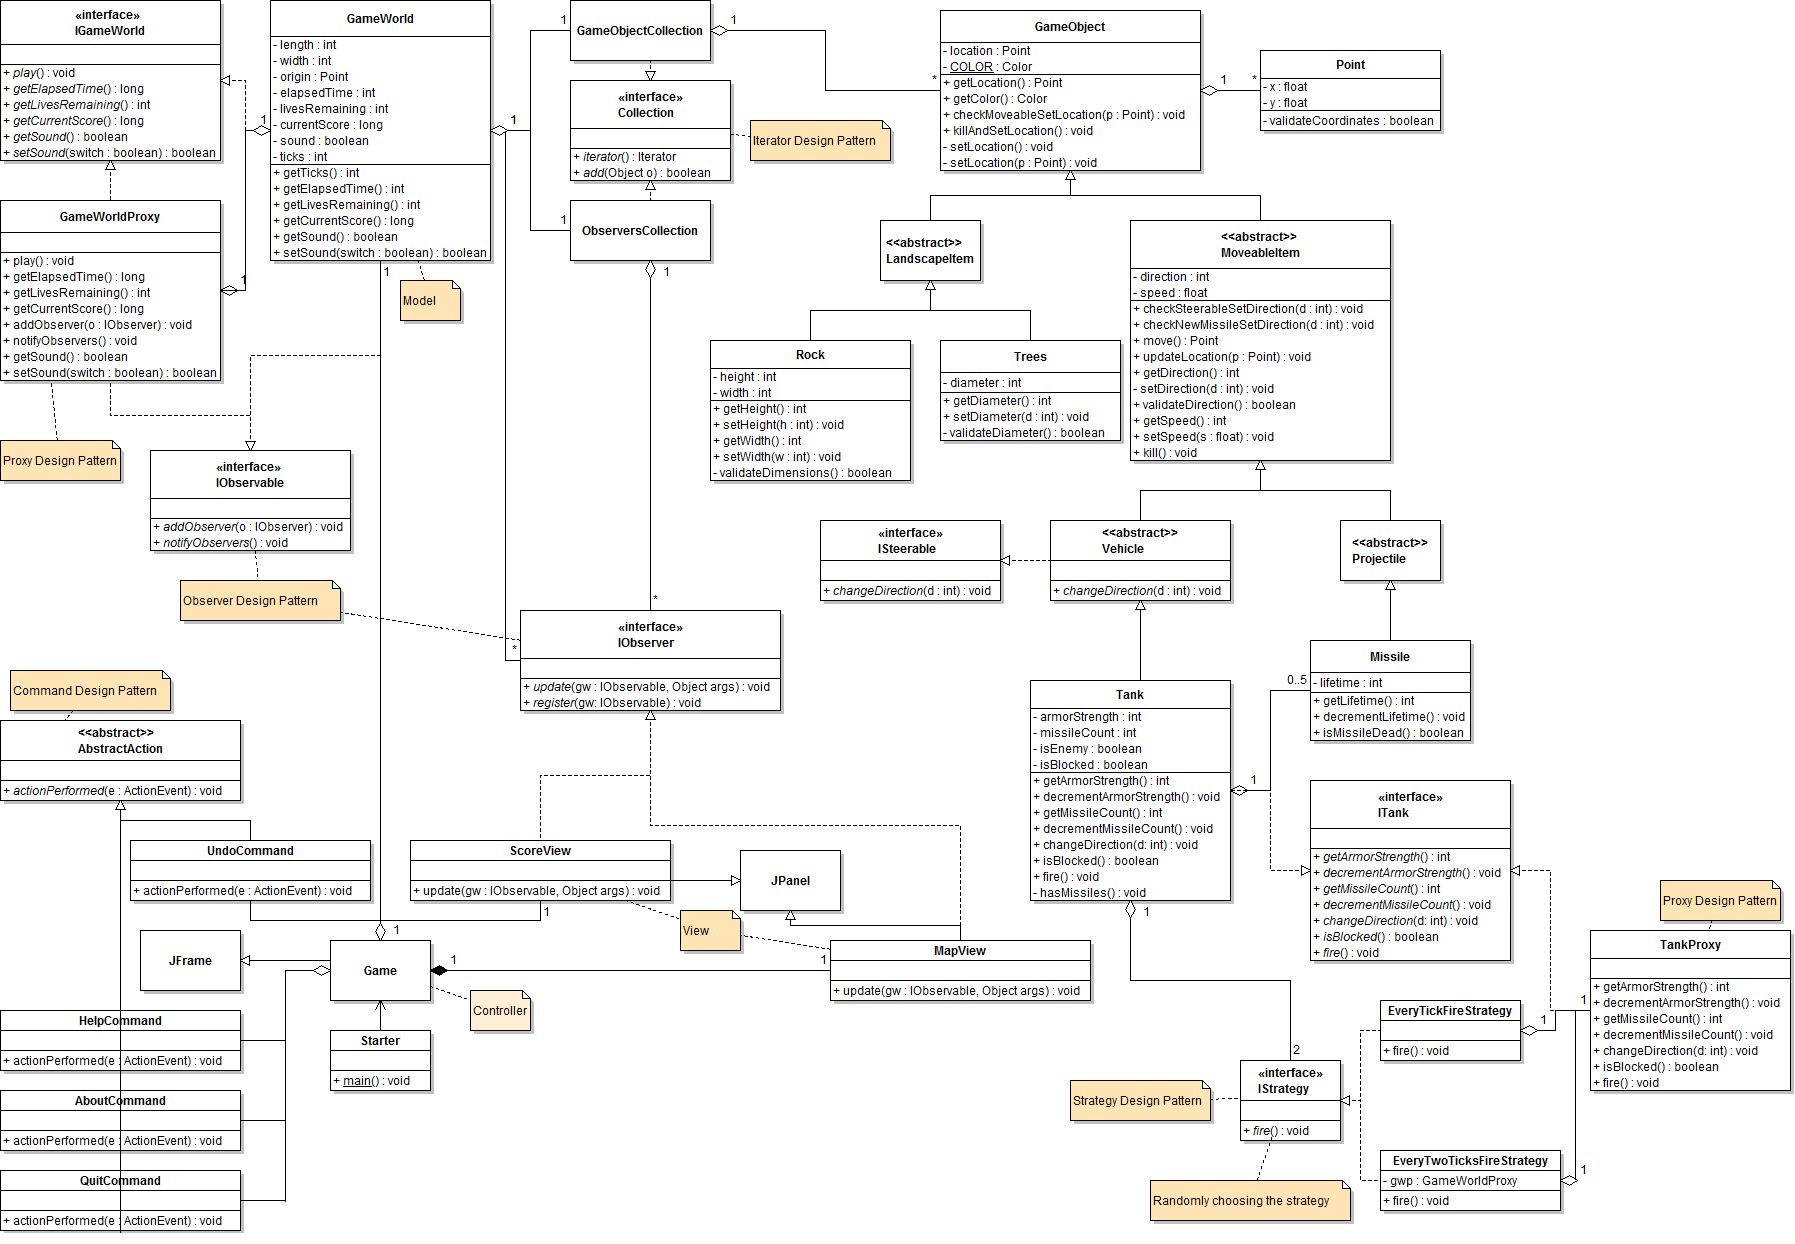 «interface»
IGameWorld
+ play() : void
+ getElapsedTime() : long
+ getLivesRemaining() : int
+ getCurrentScore() : long
+ getSound() : boolean
+ setSound(switch : boolean) : boolean
GameWorldProxy
+ play() : void
+ getElapsedTime() : long
+ getLivesRemaining() : int
+ getCurrentScore() : long
+ addObserver(o : IObserver) : void
+ notifyObservers() : void
+ getSound() : boolean
+ setSound(switch : boolean) : boolean
1
1
Proxy Design Pattern
GameWorld
- length : int
- width : int
- origin : Point
- elapsedTime : int
- livesRemaining : int
- currentScore : long
- sound : boolean
- ticks : int
+ getTicks() : int
+ getElapsedTime() : int
+ getLivesRemaining() : int
+ getCurrentScore() : long
+ getSound() : boolean
+ setSound(switch : boolean) : boolean
1
1
Model
«interface»
IObservable
+ addObserver(o : IObserver) : void
+ notifyObservers() : void
Observer Design Pattern
1
GameObjectCollection
1
«interface»
Collection
+ iterator() : Iterator
+ add(Object o) : boolean
Iterator Design Pattern
1
ObserversCollection
1
*
*
«interface»
IObserver
+ update(gw : IObservable, Object args) : void
+ register(gw: IObservable) : void
GameObject
- location : Point
- COLOR : Color
+ getLocation() : Point
+ getColor() : Color
+ checkMoveableSetLocation(p : Point) : void
+ killAndSetLocation() : void
- setLocation() : void
- setLocation(p : Point) : void
*
1
*
Point
- x : float
- y : float
- validateCoordinates : boolean
<<abstract>>
LandscapeItem
<<abstract>>
MoveableItem
- direction : int
- speed : float
+ checkSteerableSetDirection(d : int) : void
+ checkNewMissileSetDirection(d : int) : void
+ move() : Point
+ updateLocation(p : Point) : void
+ getDirection() : int
- setDirection(d : int) : void
+ validateDirection() : boolean
+ getSpeed() : int
+ setSpeed(s : float) : void
+ kill() : void
Rock
- height : int
- width : int
+ getHeight() : int
+ setHeight(h : int) : void
+ getWidth() : int
+ setWidth(w : int) : void
- validateDimensions() : boolean
Trees
- diameter : int
+ getDiameter() : int
+ setDiameter(d : int) : void
- validateDiameter() : boolean
«interface»
ISteerable
+ changeDirection(d : int) : void
<<abstract>>
Vehicle
+ changeDirection(d : int) : void
<<abstract>>
Projectile
Missile
- lifetime : int
+ getLifetime() : int
+ decrementLifetime() : void
+ isMissileDead() : boolean
0..5
Tank
- armorStrength : int
- missileCount : int
- isEnemy : boolean
- isBlocked : boolean
+ getArmorStrength() : int
+ decrementArmorStrength() : void
+ getMissileCount() : int
+ decrementMissileCount() : void
+ changeDirection(d: int) : void
+ isBlocked() : boolean
+ fire() : void
- hasMissiles() : void
1
1
2
«interface»
ITank
+ getArmorStrength() : int
+ decrementArmorStrength() : void
+ getMissileCount() : int
+ decrementMissileCount() : void
+ changeDirection(d: int) : void
+ isBlocked() : boolean
+ fire() : void
Proxy Design Pattern
TankProxy
+ getArmorStrength() : int
+ decrementArmorStrength() : void
+ getMissileCount() : int
+ decrementMissileCount() : void
+ changeDirection(d: int) : void
+ isBlocked() : boolean
+ fire() : void
1
EveryTickFireStrategy
+ fire() : void
1
«interface»
IStrategy
+ fire() : void
Strategy Design Pattern
Randomly choosing the strategy
EveryTwoTicksFireStrategy
- gwp : GameWorldProxy
+ fire() : void
1
Command Design Pattern
<<abstract>>
AbstractAction
+ actionPerformed(e : ActionEvent) : void
UndoCommand
+ actionPerformed(e : ActionEvent) : void
ScoreView
+ update(gw : IObservable, Object args) : void
1
JPanel
View
MapView
+ update(gw : IObservable, Object args) : void
1
JFrame
Game
1
1
Controller
Starter
+ main() : void
HelpCommand
+ actionPerformed(e : ActionEvent) : void
AboutCommand
+ actionPerformed(e : ActionEvent) : void
QuitCommand
+ actionPerformed(e : ActionEvent) : void